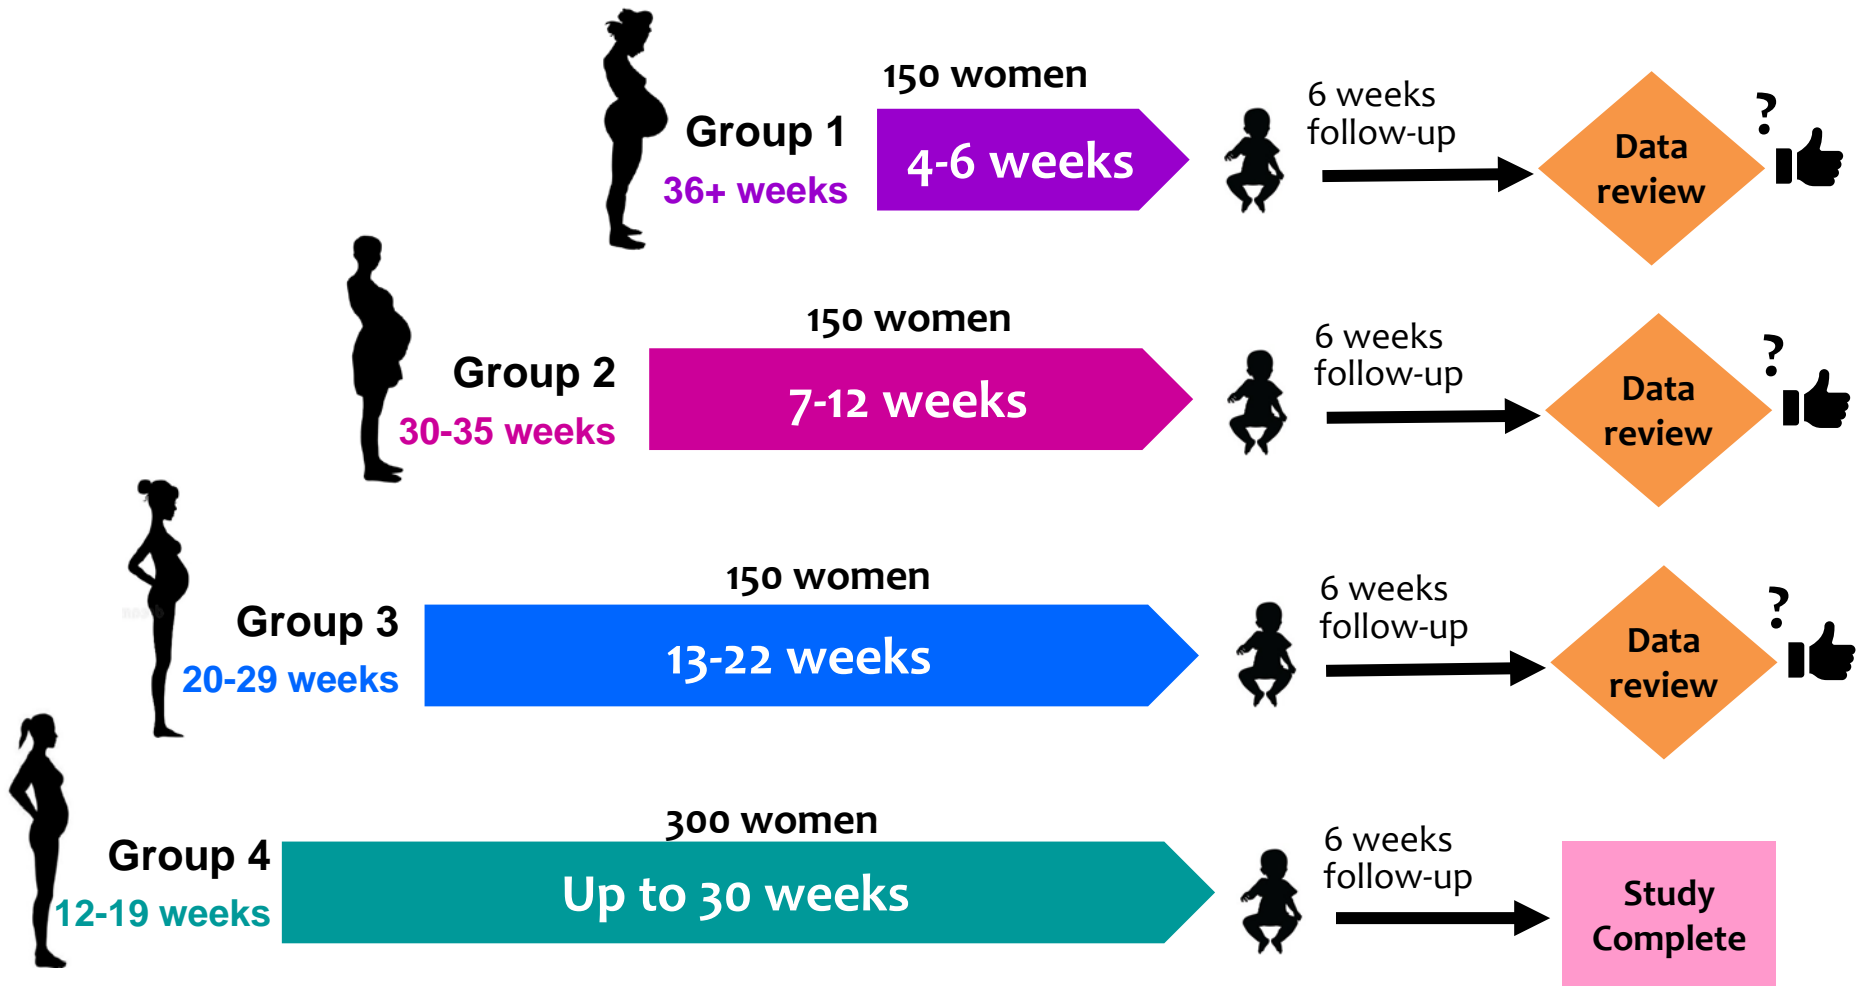 150 women
Group 1
36+ weeks
4-6 weeks
6 weeks
follow-up
Data
review
?
150 women
Group 2
30-35 weeks
7-12 weeks
6 weeks
follow-up
Data
review
?
150 women
Group 3
20-29 weeks
13-22 weeks
6 weeks
follow-up
Data
review
?
300 women
Group 4
12-19 weeks
Up to 30 weeks
6 weeks
follow-up
Study
Complete